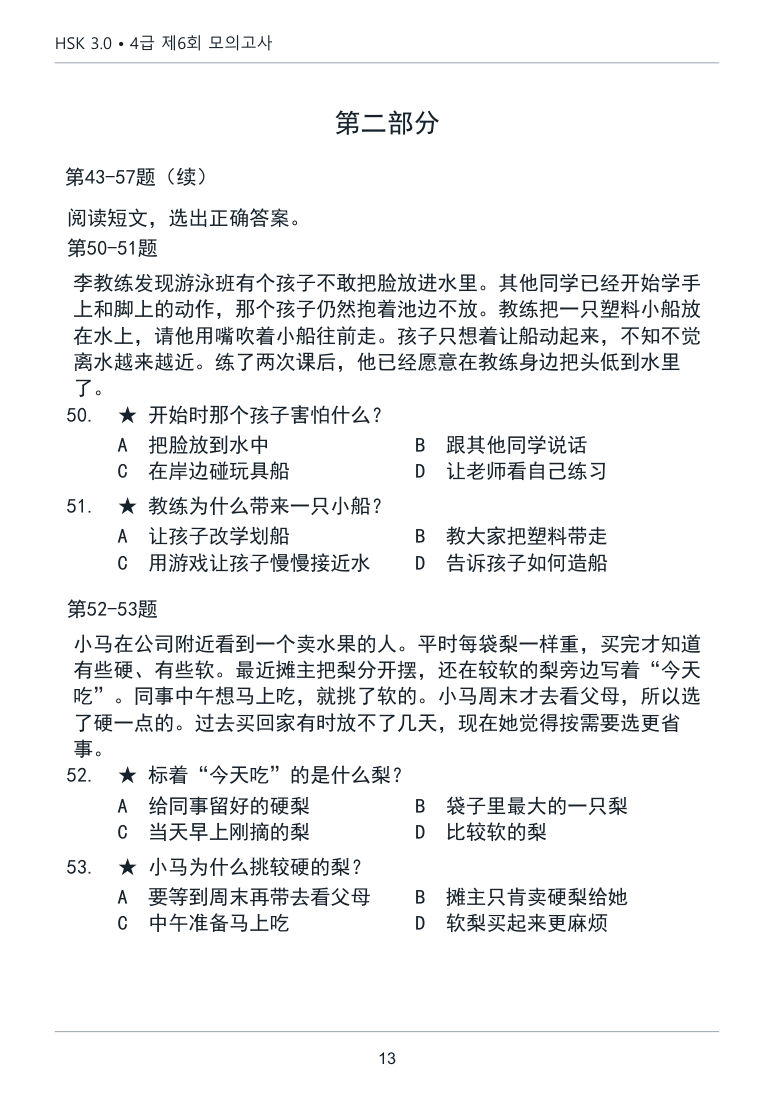 HSK 3.0 • 4급 제6회 모의고사
第二部分
第43-57题（续）
阅读短文，选出正确答案。
第50-51题
李教练发现游泳班有个孩子不敢把脸放进水里。其他同学已经开始学手
上和脚上的动作，那个孩子仍然抱着池边不放。教练把一只塑料小船放
在水上，请他用嘴吹着小船往前走。孩子只想着让船动起来，不知不觉
离水越来越近。练了两次课后，他已经愿意在教练身边把头低到水里
了。
50. ★ 开始时那个孩子害怕什么？
A 把脸放到水中 B 跟其他同学说话
C 在岸边碰玩具船 D 让老师看自己练习
51. ★ 教练为什么带来一只小船？
A 让孩子改学划船 B 教大家把塑料带走
C 用游戏让孩子慢慢接近水 D 告诉孩子如何造船
第52-53题
小马在公司附近看到一个卖水果的人。平时每袋梨一样重，买完才知道
有些硬、有些软。最近摊主把梨分开摆，还在较软的梨旁边写着“今天
吃”。同事中午想马上吃，就挑了软的。小马周末才去看父母，所以选
了硬一点的。过去买回家有时放不了几天，现在她觉得按需要选更省
事。
52. ★ 标着“今天吃”的是什么梨？
A 给同事留好的硬梨 B 袋子里最大的一只梨
C 当天早上刚摘的梨 D 比较软的梨
53. ★ 小马为什么挑较硬的梨？
A 要等到周末再带去看父母 B 摊主只肯卖硬梨给她
C 中午准备马上吃 D 软梨买起来更麻烦
13